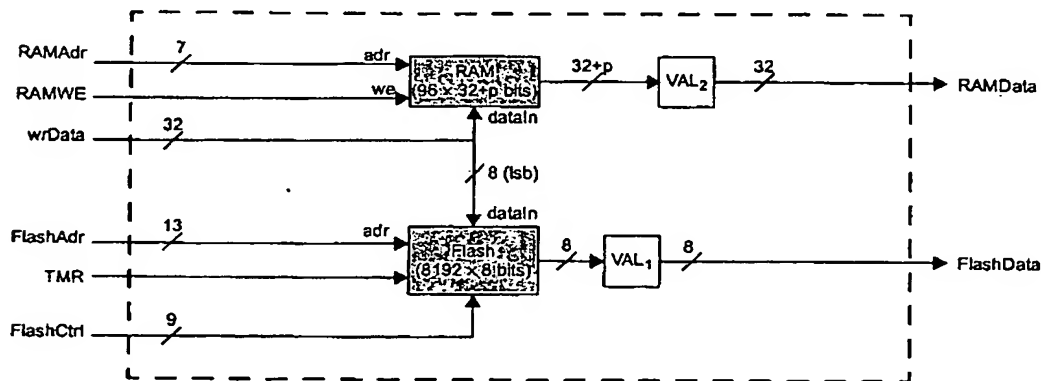 RAMAdr
7
adr
RAM
(96 × 32+p bits)
32+p
VAL2
32
RAMData
RAMWE
we
wrData
32
dataIn
8 (lsb)
dataIn
FlashAdr
13
adr
Flash
(8192 × 8 bits)
8
VAL1
8
FlashData
TMR
FlashCtrl
9